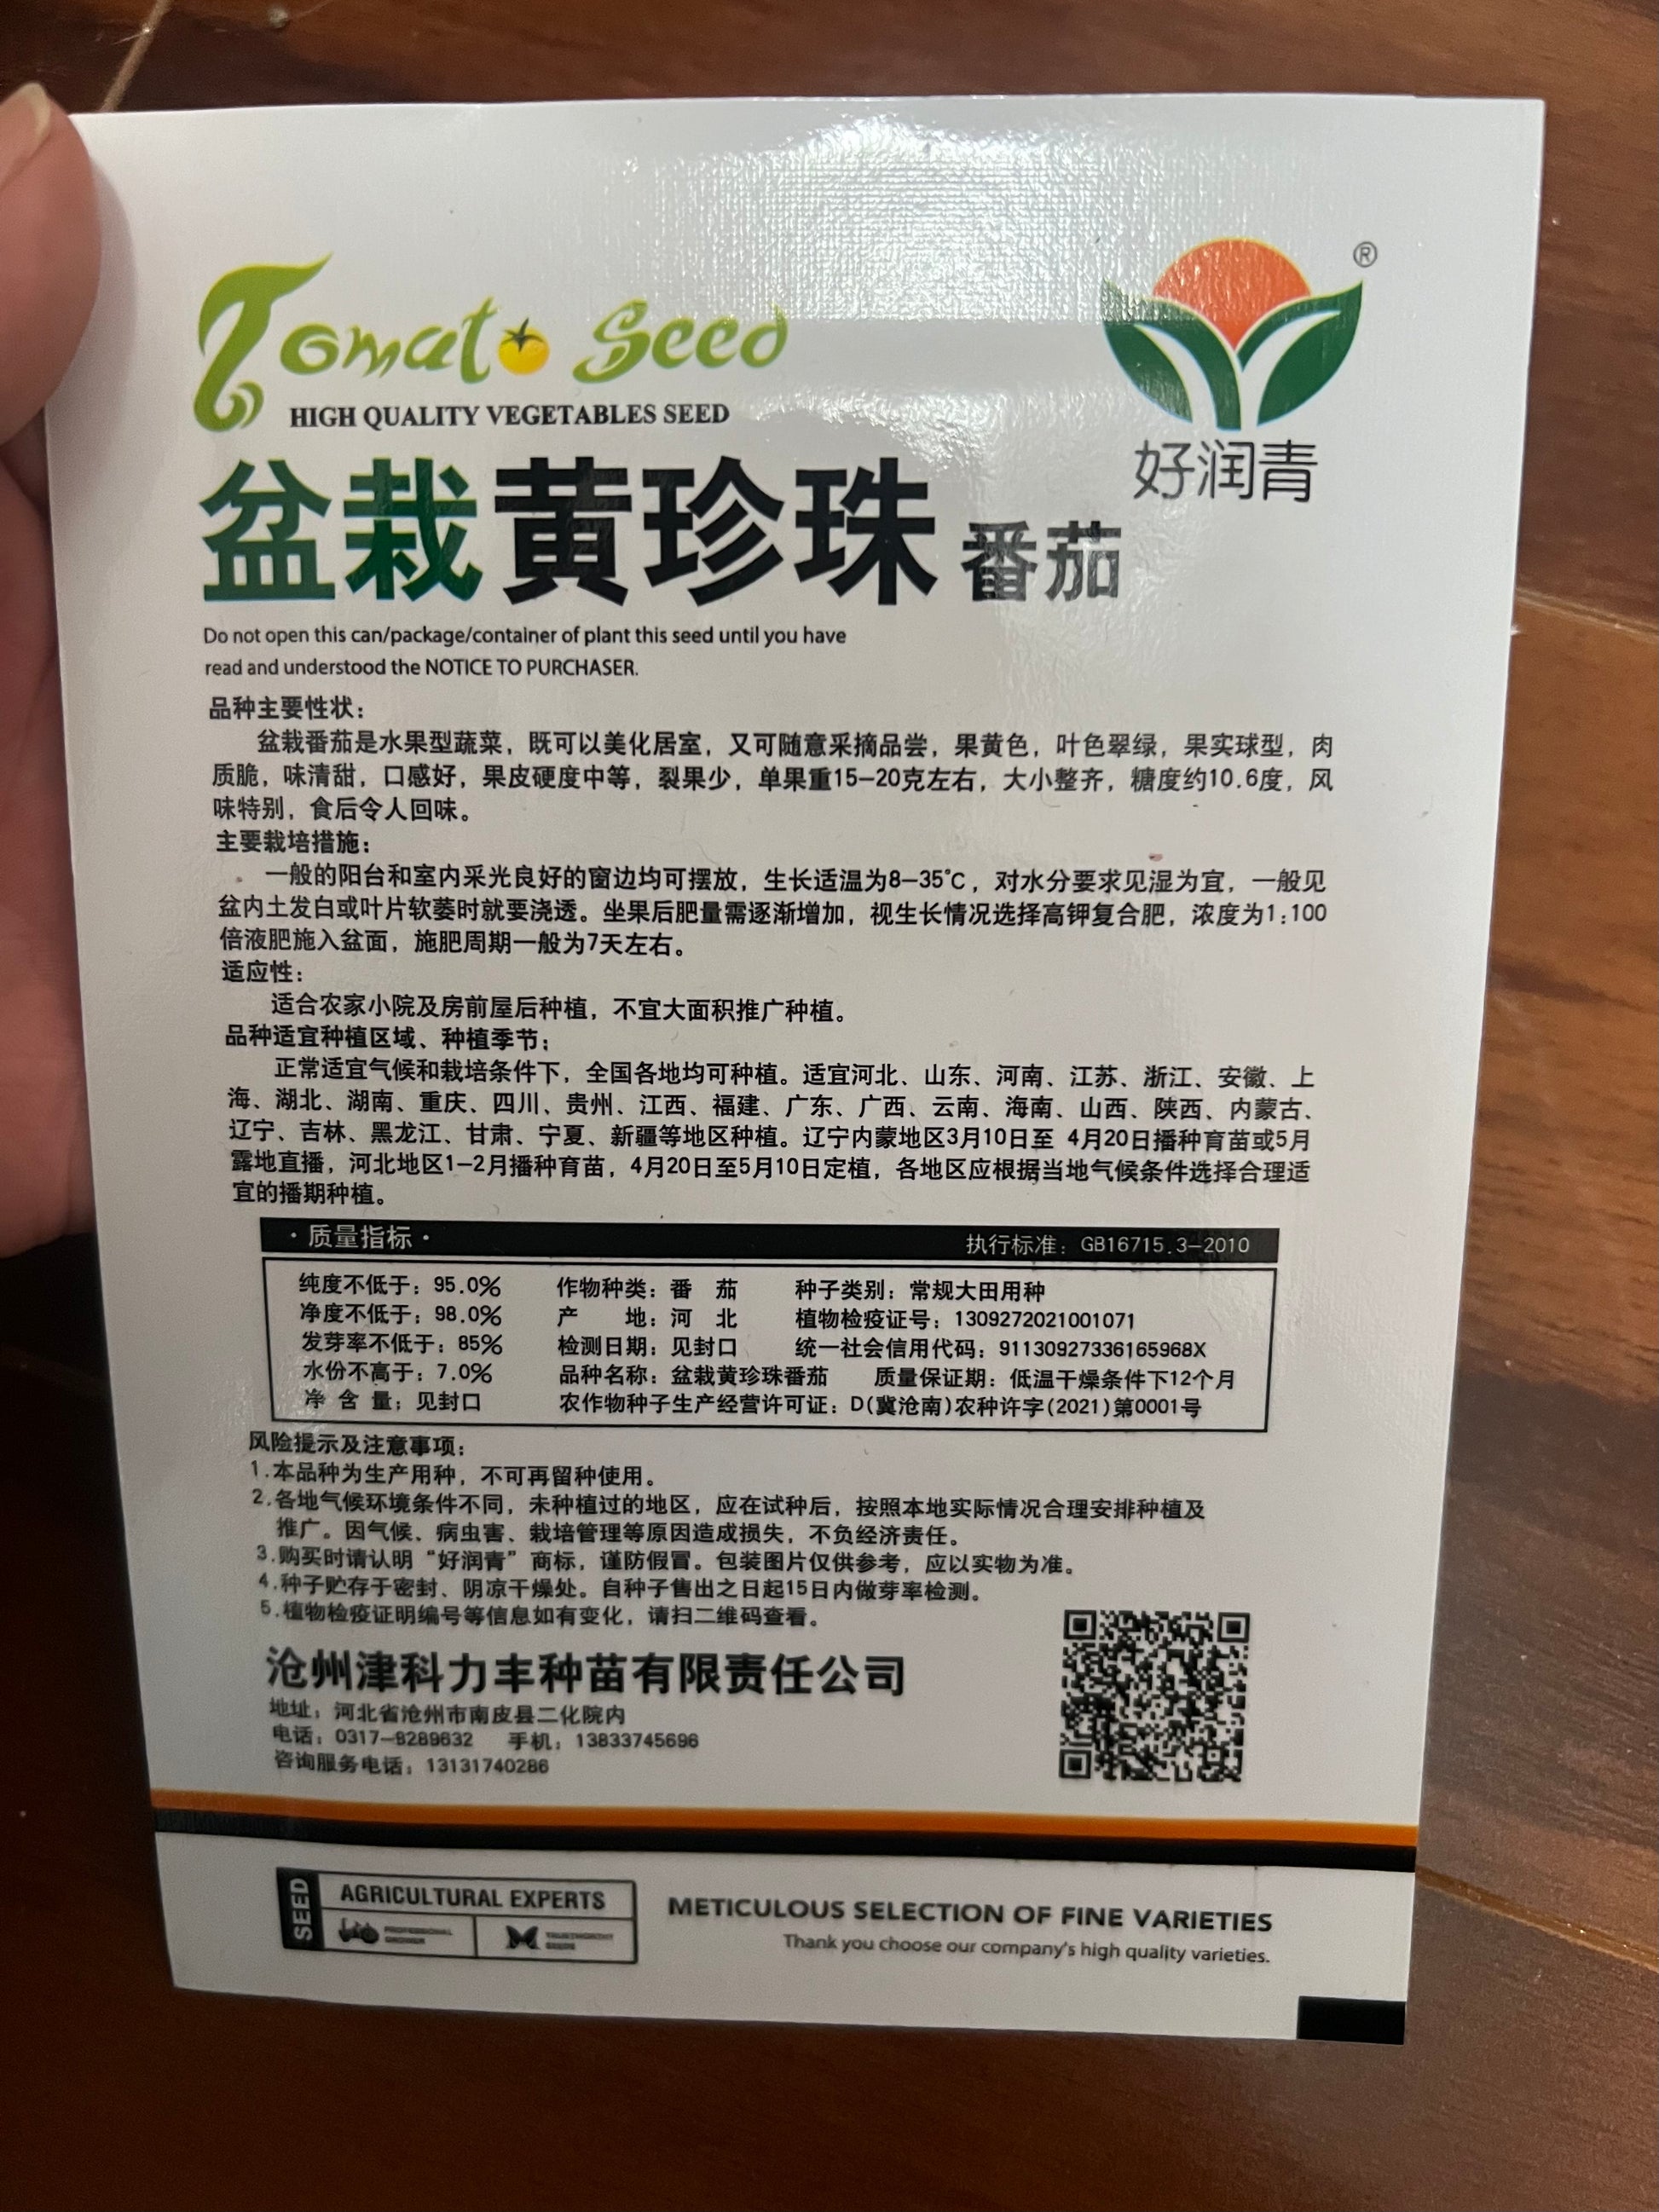 Tomato Seed
HIGH QUALITY VEGETABLES SEED
®
好润青
盆栽黄珍珠番茄
Do not open this can/package/container of plant this seed until you have
read and understood the NOTICE TO PURCHASER.
品种主要性状：
盆栽番茄是水果型蔬菜，既可以美化居室，又可随意采摘品尝，果黄色，叶色翠绿，果实球型，肉
质脆，味清甜，口感好，果皮硬度中等，裂果少，单果重15-20克左右，大小整齐，糖度约10.6度，风
味特别，食后令人回味。
主要栽培措施：
一般的阳台和室内采光良好的窗边均可摆放，生长适温为8-35℃，对水分要求见湿为宜，一般见
盆内土发白或叶片软萎时就要浇透。坐果后肥量需逐渐增加，视生长情况选择高钾复合肥，浓度为1:100
倍液肥施入盆面，施肥周期一般为7天左右。
适应性：
适合农家小院及房前屋后种植，不宜大面积推广种植。
品种适宜种植区域、种植季节：
正常适宜气候和栽培条件下，全国各地均可种植。适宜河北、山东、河南、江苏、浙江、安徽、上
海、湖北、湖南、重庆、四川、贵州、江西、福建、广东、广西、云南、海南、山西、陕西、内蒙古、
辽宁、吉林、黑龙江、甘肃、宁夏、新疆等地区种植。辽宁内蒙地区3月10日至 4月20日播种育苗或5月
露地直播，河北地区1-2月播种育苗，4月20日至5月10日定植，各地区应根据当地气候条件选择合理适
宜的播期种植。
·质量指标· 执行标准：GB16715.3-2010
纯度不低于：95.0% 作物种类：番 茄 种子类别：常规大田用种
净度不低于：98.0% 产 地：河 北 植物检疫证号：1309272021001071
发芽率不低于：85% 检测日期：见封口 统一社会信用代码：91130927336165968X
水份不高于：7.0% 品种名称：盆栽黄珍珠番茄 质量保证期：低温干燥条件下12个月
净 含 量：见封口 农作物种子生产经营许可证：D(冀沧南)农种许字(2021)第0001号
风险提示及注意事项：
1.本品种为生产用种，不可再留种使用。
2.各地气候环境条件不同，未种植过的地区，应在试种后，按照本地实际情况合理安排种植及
推广。因气候、病虫害、栽培管理等原因造成损失，不负经济责任。
3.购买时请认明“好润青”商标，谨防假冒。包装图片仅供参考，应以实物为准。
4.种子贮存于密封、阴凉干燥处。自种子售出之日起15日内做芽率检测。
5.植物检疫证明编号等信息如有变化，请扫二维码查看。
沧州津科力丰种苗有限责任公司
地址：河北省沧州市南皮县二化院内
电话：0317-8289632 手机：13833745696
咨询服务电话：13131740286
SEED
AGRICULTURAL EXPERTS
PROFESSIONAL
GROWER
TRUSTWORTHY
SEEDS
METICULOUS SELECTION OF FINE VARIETIES
Thank you choose our company's high quality varieties.